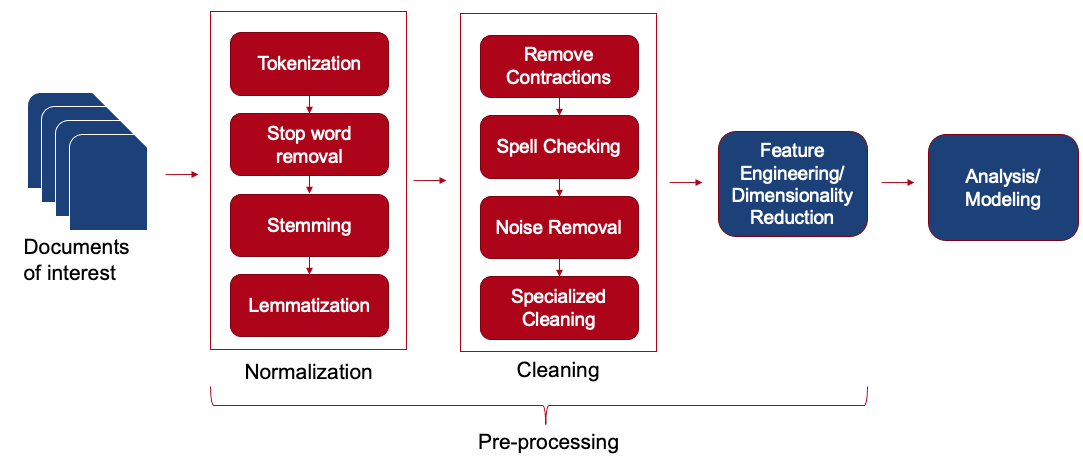 Documents
of interest
Tokenization
Stop word
removal
Stemming
Lemmatization
Normalization
Remove
Contractions
Spell Checking
Noise Removal
Specialized
Cleaning
Cleaning
Feature
Engineering/
Dimensionality
Reduction
Analysis/
Modeling
Pre-processing